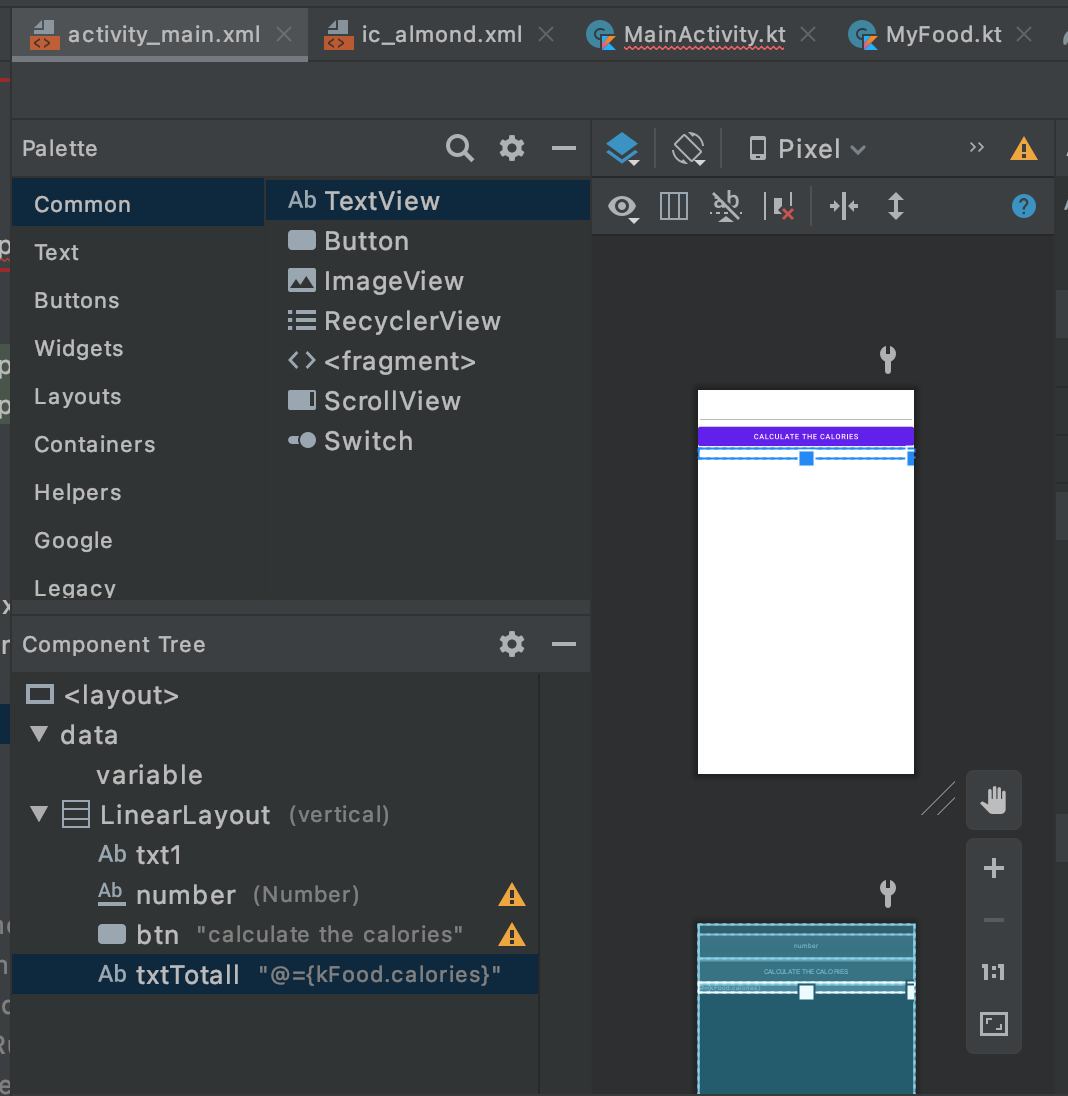 activity_main.xml
ic_almond.xml
MainActivity.kt
MyFood.kt
Palette
Pixel
Common
Text
Buttons
Widgets
Layouts
Containers
Helpers
Google
Legacy
Ab TextView
Button
ImageView
RecyclerView
<fragment>
ScrollView
Switch
CALCULATE THE CALORIES
Component Tree
<layout>
data
variable
LinearLayout (vertical)
Ab txt1
Ab number (Number)
btn "calculate the calories"
Ab txtTotall "@={kFood.calories}"
number
CALCULATE THE CALORIES
1:1